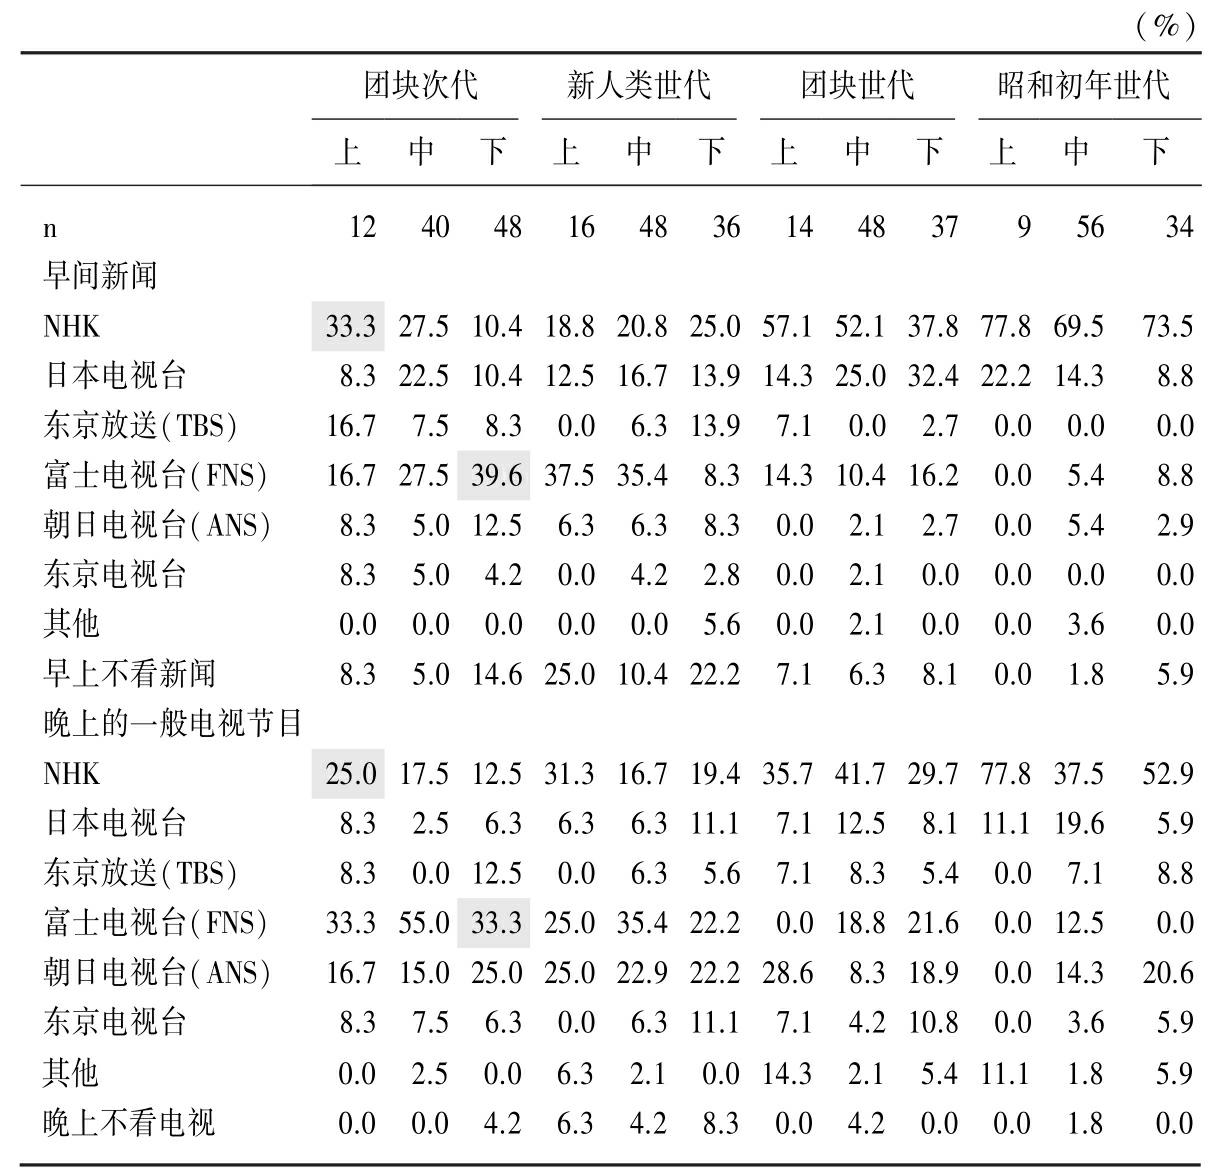 (%)
团块次代 新人类世代 团块世代 昭和初年世代
上 中 下 上 中 下 上 中 下 上 中 下
n 12 40 48 16 48 36 14 48 37 9 56 34
早间新闻
NHK 33.3 27.5 10.4 18.8 20.8 25.0 57.1 52.1 37.8 77.8 69.5 73.5
日本电视台 8.3 22.5 10.4 12.5 16.7 13.9 14.3 25.0 32.4 22.2 14.3 8.8
东京放送(TBS) 16.7 7.5 8.3 0.0 6.3 13.9 7.1 0.0 2.7 0.0 0.0 0.0
富士电视台(FNS) 16.7 27.5 39.6 37.5 35.4 8.3 14.3 10.4 16.2 0.0 5.4 8.8
朝日电视台(ANS) 8.3 5.0 12.5 6.3 6.3 8.3 0.0 2.1 2.7 0.0 5.4 2.9
东京电视台 8.3 5.0 4.2 0.0 4.2 2.8 0.0 2.1 0.0 0.0 0.0 0.0
其他 0.0 0.0 0.0 0.0 0.0 5.6 0.0 2.1 0.0 0.0 3.6 0.0
早上不看新闻 8.3 5.0 14.6 25.0 10.4 22.2 7.1 6.3 8.1 0.0 1.8 5.9
晚上的一般电视节目
NHK 25.0 17.5 12.5 31.3 16.7 19.4 35.7 41.7 29.7 77.8 37.5 52.9
日本电视台 8.3 2.5 6.3 6.3 6.3 11.1 7.1 12.5 8.1 11.1 19.6 5.9
东京放送(TBS) 8.3 0.0 12.5 0.0 6.3 5.6 7.1 8.3 5.4 0.0 7.1 8.8
富士电视台(FNS) 33.3 55.0 33.3 25.0 35.4 22.2 0.0 18.8 21.6 0.0 12.5 0.0
朝日电视台(ANS) 16.7 15.0 25.0 25.0 22.9 22.2 28.6 8.3 18.9 0.0 14.3 20.6
东京电视台 8.3 7.5 6.3 0.0 6.3 11.1 7.1 4.2 10.8 0.0 3.6 5.9
其他 0.0 2.5 0.0 6.3 2.1 0.0 14.3 2.1 5.4 11.1 1.8 5.9
晚上不看电视 0.0 0.0 4.2 6.3 4.2 8.3 0.0 4.2 0.0 0.0 1.8 0.0